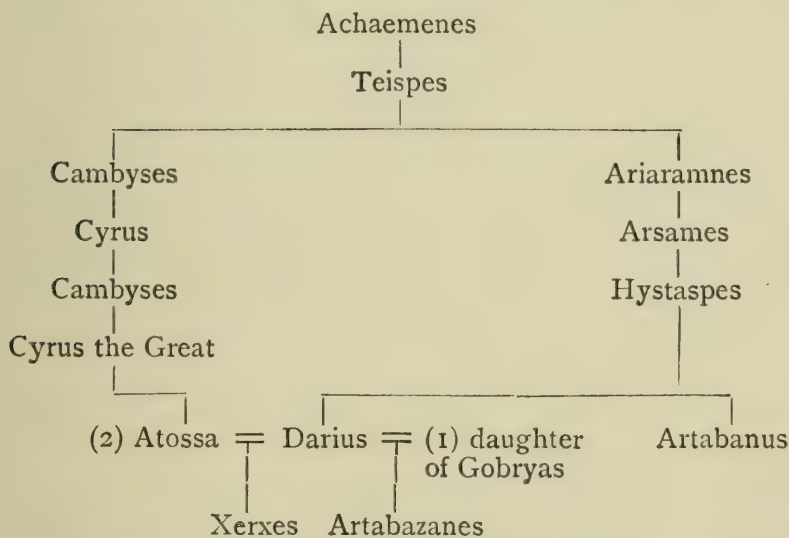 Achaemenes
Teispes
Cambyses Ariaramnes
Cyrus Arsames
Cambyses Hystaspes
Cyrus the Great
(2) Atossa = Darius = (1) daughter Artabanus
of Gobryas
Xerxes Artabazanes